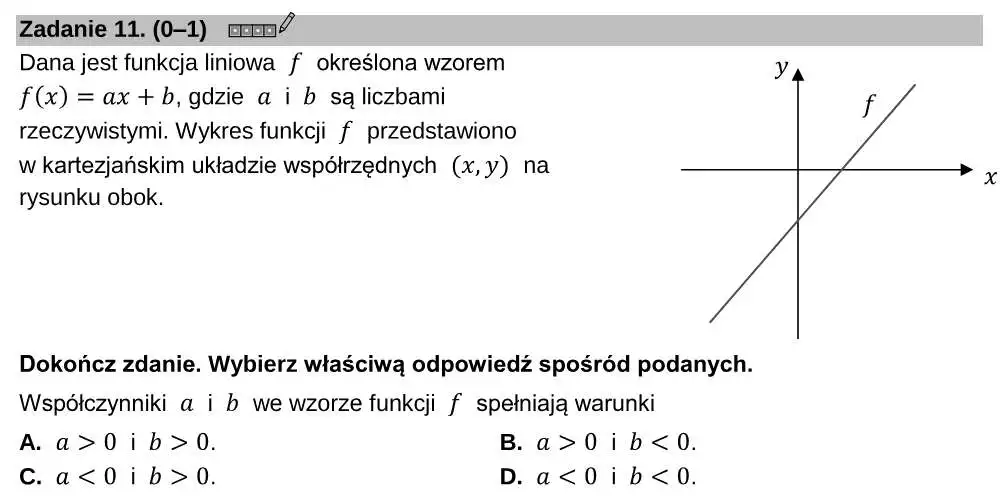 Zadanie 11. (0–1)
Dana jest funkcja liniowa f określona wzorem
f(x) = ax + b, gdzie a i b są liczbami
rzeczywistymi. Wykres funkcji f przedstawiono
w kartezjańskim układzie współrzędnych (x, y) na
rysunku obok.
y
f
x
Dokończ zdanie. Wybierz właściwą odpowiedź spośród podanych.
Współczynniki a i b we wzorze funkcji f spełniają warunki
A. a > 0 i b > 0. B. a > 0 i b < 0.
C. a < 0 i b > 0. D. a < 0 i b < 0.